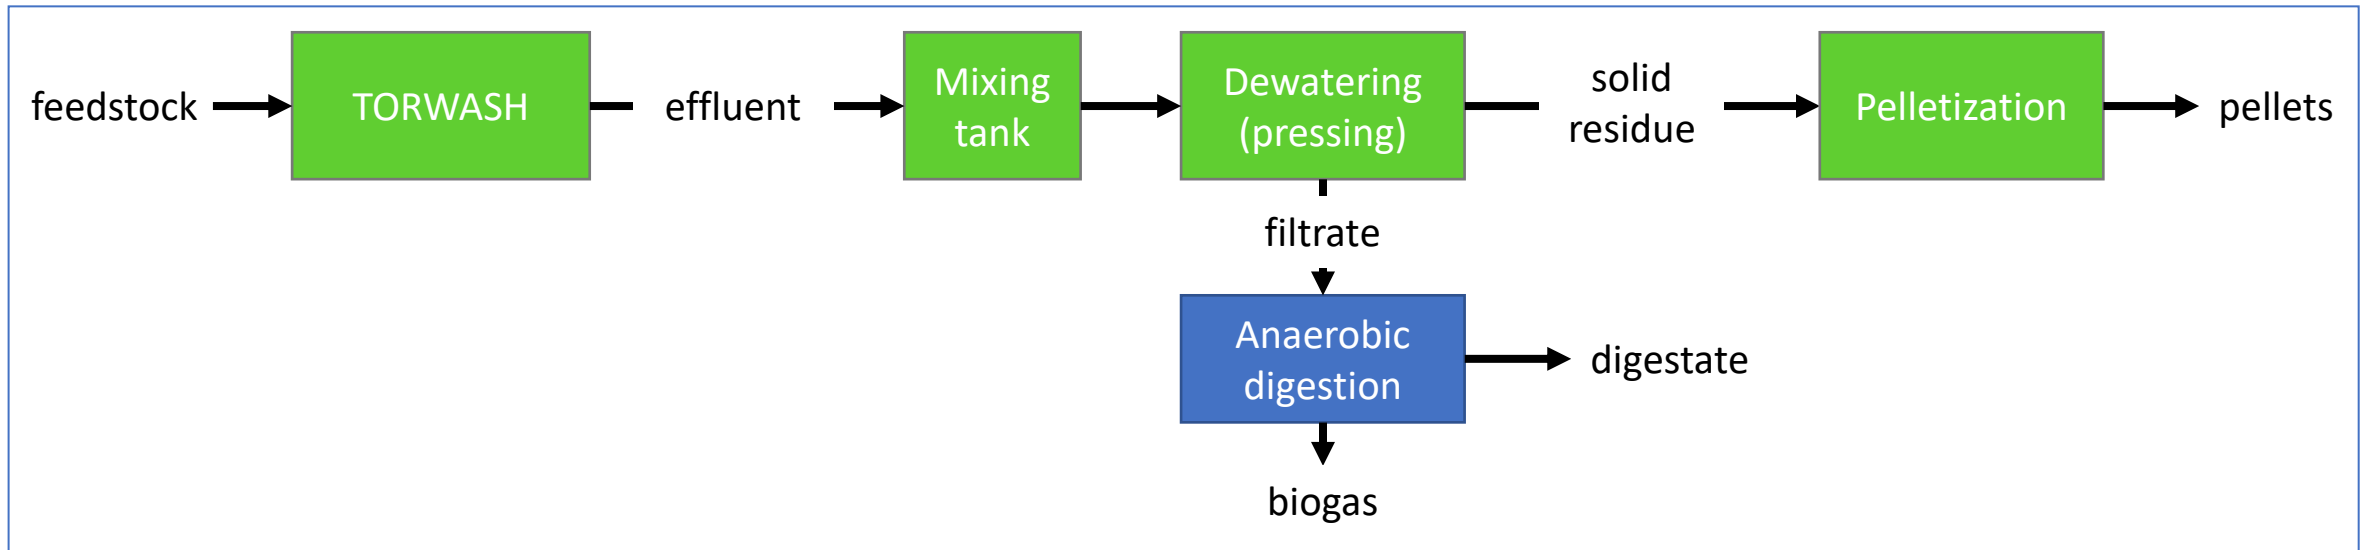 feedstock
TORWASH
effluent
Mixing
tank
Dewatering
(pressing)
solid
residue
Pelletization
pellets
filtrate
Anaerobic
digestion
digestate
biogas